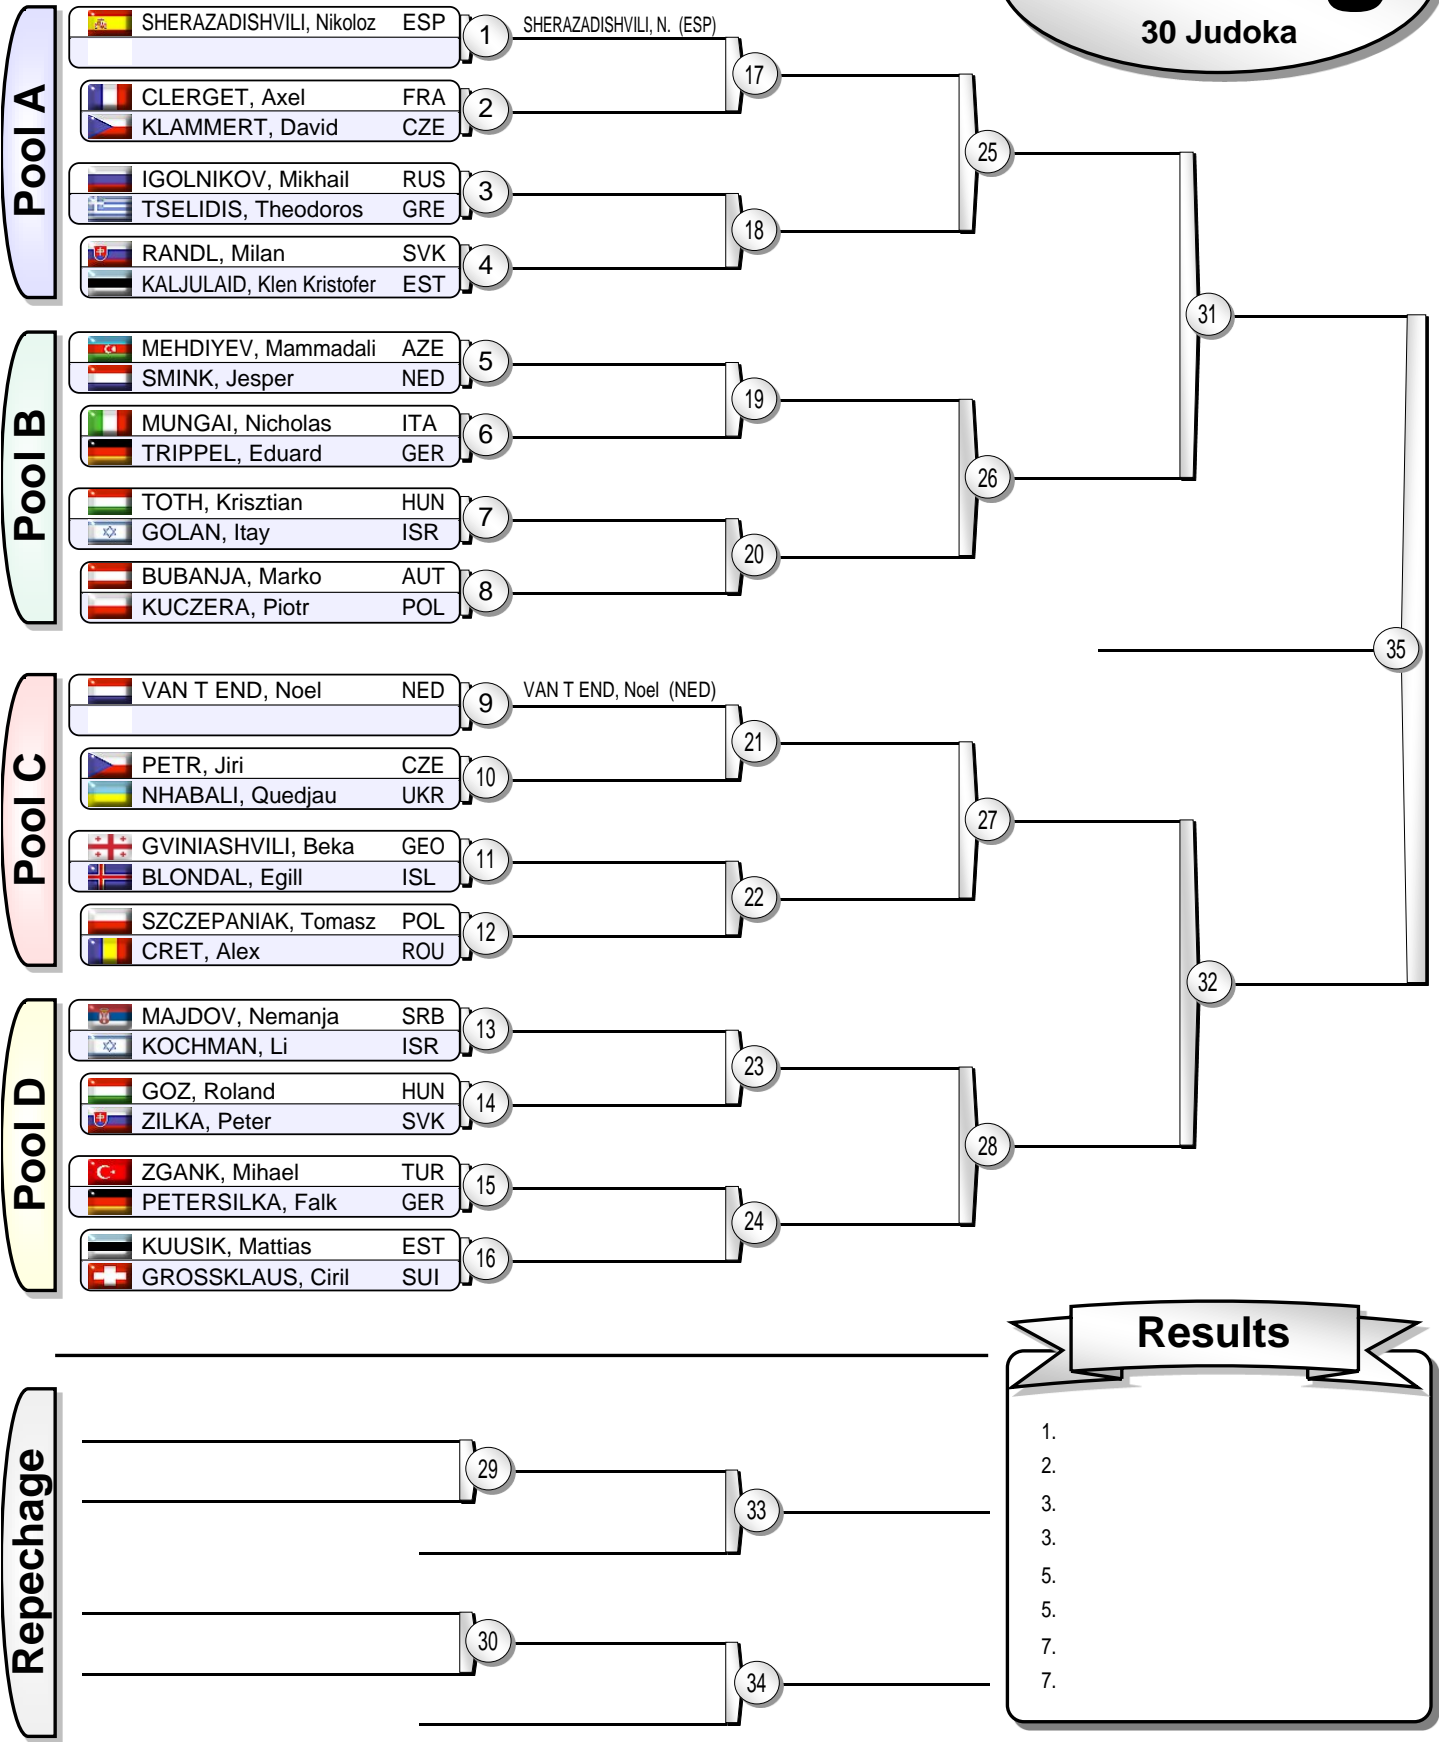 30 Judoka
Pool A
SHERAZADISHVILI, Nikoloz ESP
1
SHERAZADISHVILI, N. (ESP)
17
CLERGET, Axel FRA
KLAMMERT, David CZE
2
25
IGOLNIKOV, Mikhail RUS
TSELIDIS, Theodoros GRE
3
18
RANDL, Milan SVK
KALJULAID, Klen Kristofer EST
4
31
Pool B
MEHDIYEV, Mammadali AZE
SMINK, Jesper NED
5
19
MUNGAI, Nicholas ITA
TRIPPEL, Eduard GER
6
26
TOTH, Krisztian HUN
GOLAN, Itay ISR
7
20
BUBANJA, Marko AUT
KUCZERA, Piotr POL
8
35
Pool C
VAN T END, Noel NED
9
VAN T END, Noel (NED)
21
PETR, Jiri CZE
NHABALI, Quedjau UKR
10
27
GVINIASHVILI, Beka GEO
BLONDAL, Egill ISL
11
22
SZCZEPANIAK, Tomasz POL
CRET, Alex ROU
12
32
Pool D
MAJDOV, Nemanja SRB
KOCHMAN, Li ISR
13
23
GOZ, Roland HUN
ZILKA, Peter SVK
14
28
ZGANK, Mihael TUR
PETERSILKA, Falk GER
15
24
KUUSIK, Mattias EST
GROSSKLAUS, Ciril SUI
16
Repechage
29
33
30
34
Results
1.
2.
3.
3.
5.
5.
7.
7.